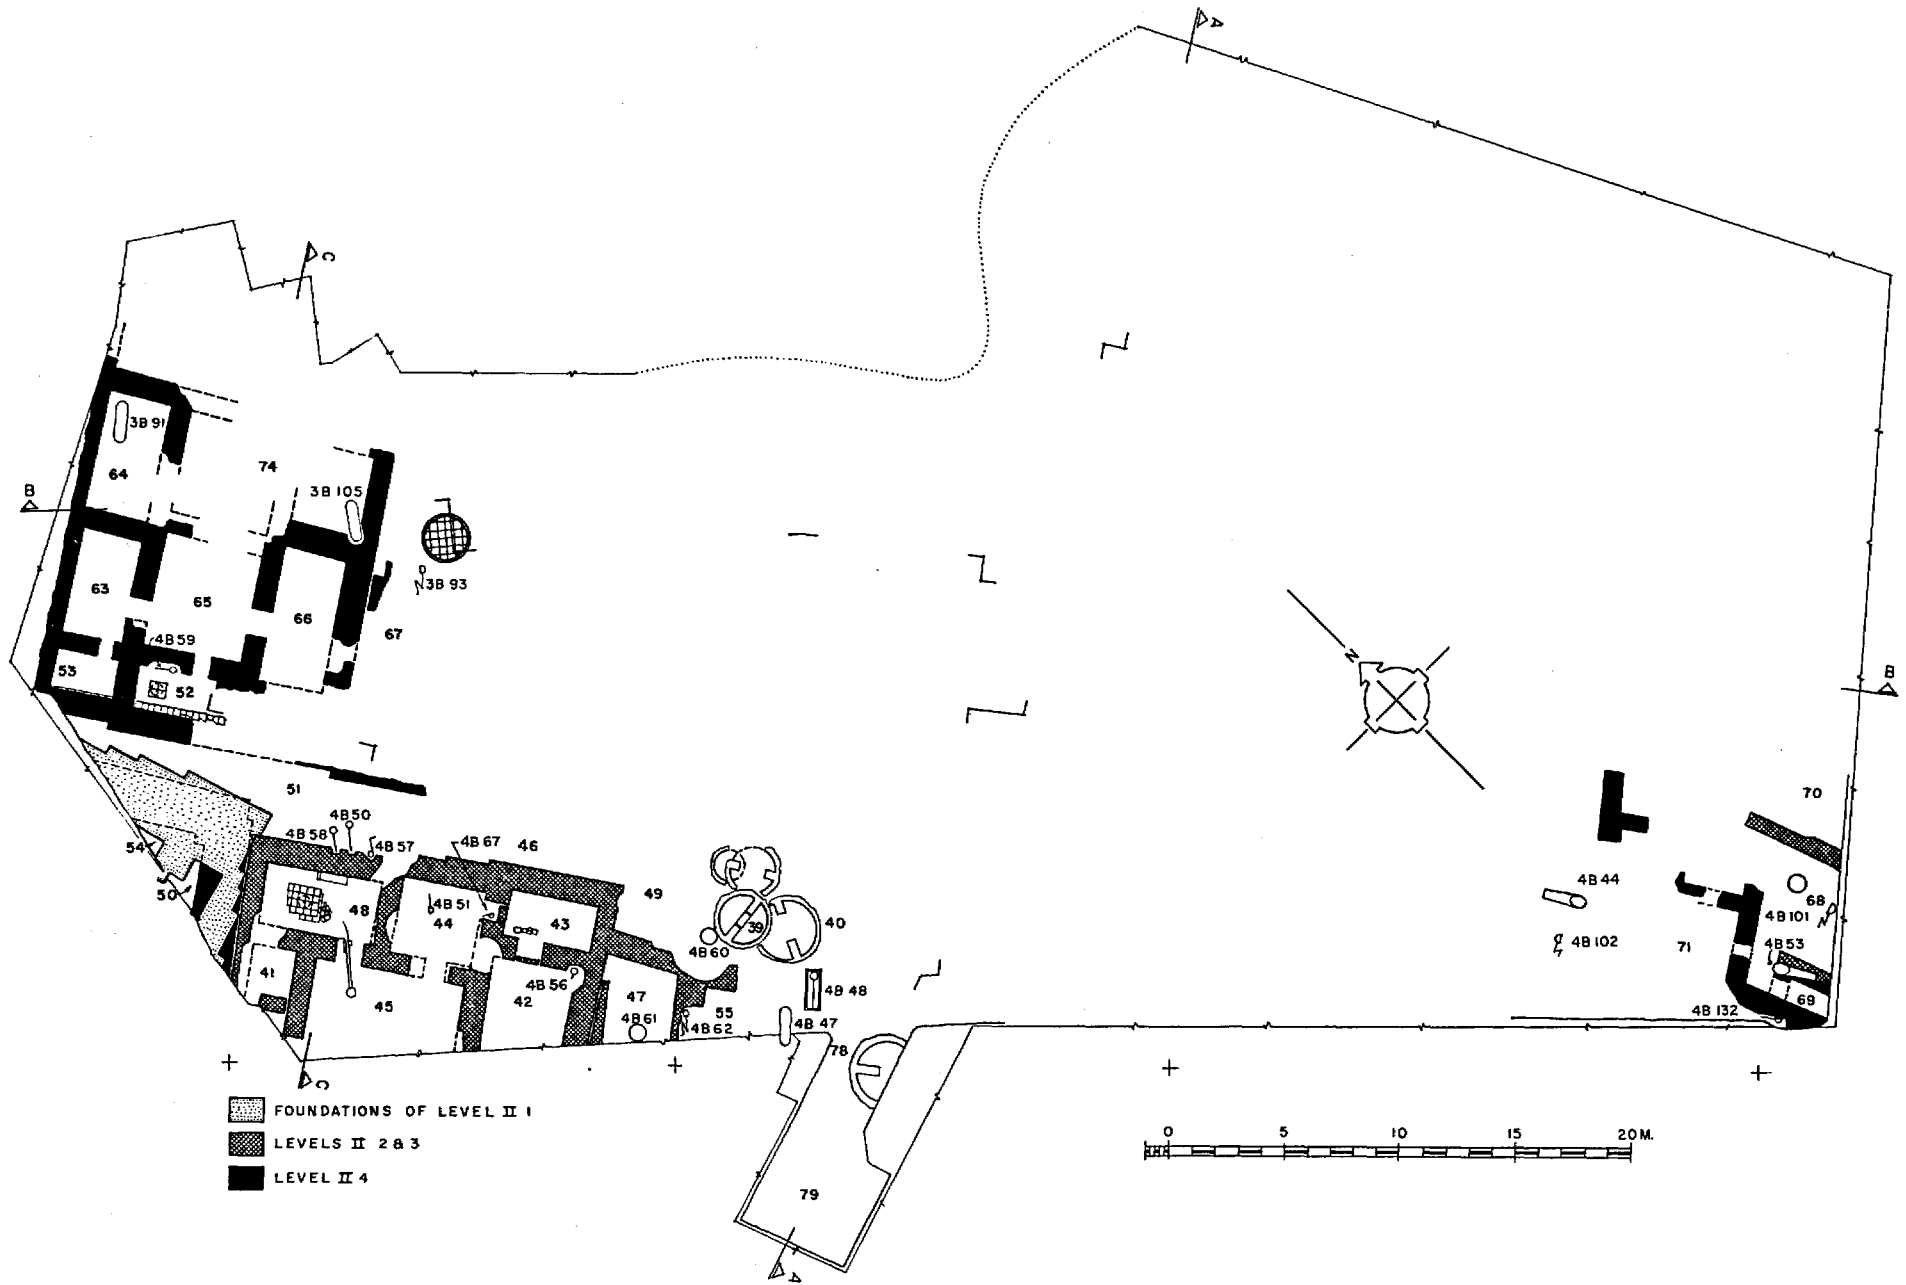 A
C
3B 91
74
64
3B 105
B
3B 93
63
65
66
67
4B 59
53
52
N
B
51
70
4B 50
4B 58
4B 57
4B 67
46
54
50
4B 44
49
68
4B 51
48
44
43
39
40
4B 101
4B 60
4B 102
71
4B 53
41
4B 56
45
42
47
4B 48
69
4B 61
55
4B 62
4B 47
4B 132
78
C
FOUNDATIONS OF LEVEL II 1
LEVELS II 2 & 3
LEVEL II 4
0 5 10 15 20 M.
79
A